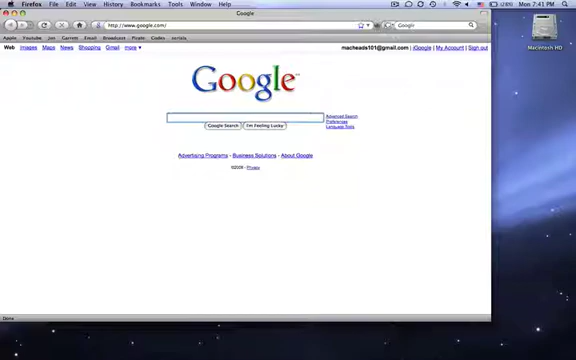 Firefox File Edit View History Bookmarks Tools Window Help Mon 7:41 PM
Google
http://www.google.com/ Google
Apple Youtube Jon Garrett Email Broadcast Pirate Codes serials
Web Images Maps News Shopping Gmail more macheads101@gmail.com | iGoogle | My Account | Sign out
Macintosh HD
Google
Advanced Search
Preferences
Language Tools
Google Search I'm Feeling Lucky
Advertising Programs - Business Solutions - About Google
©2008 - Privacy
Done